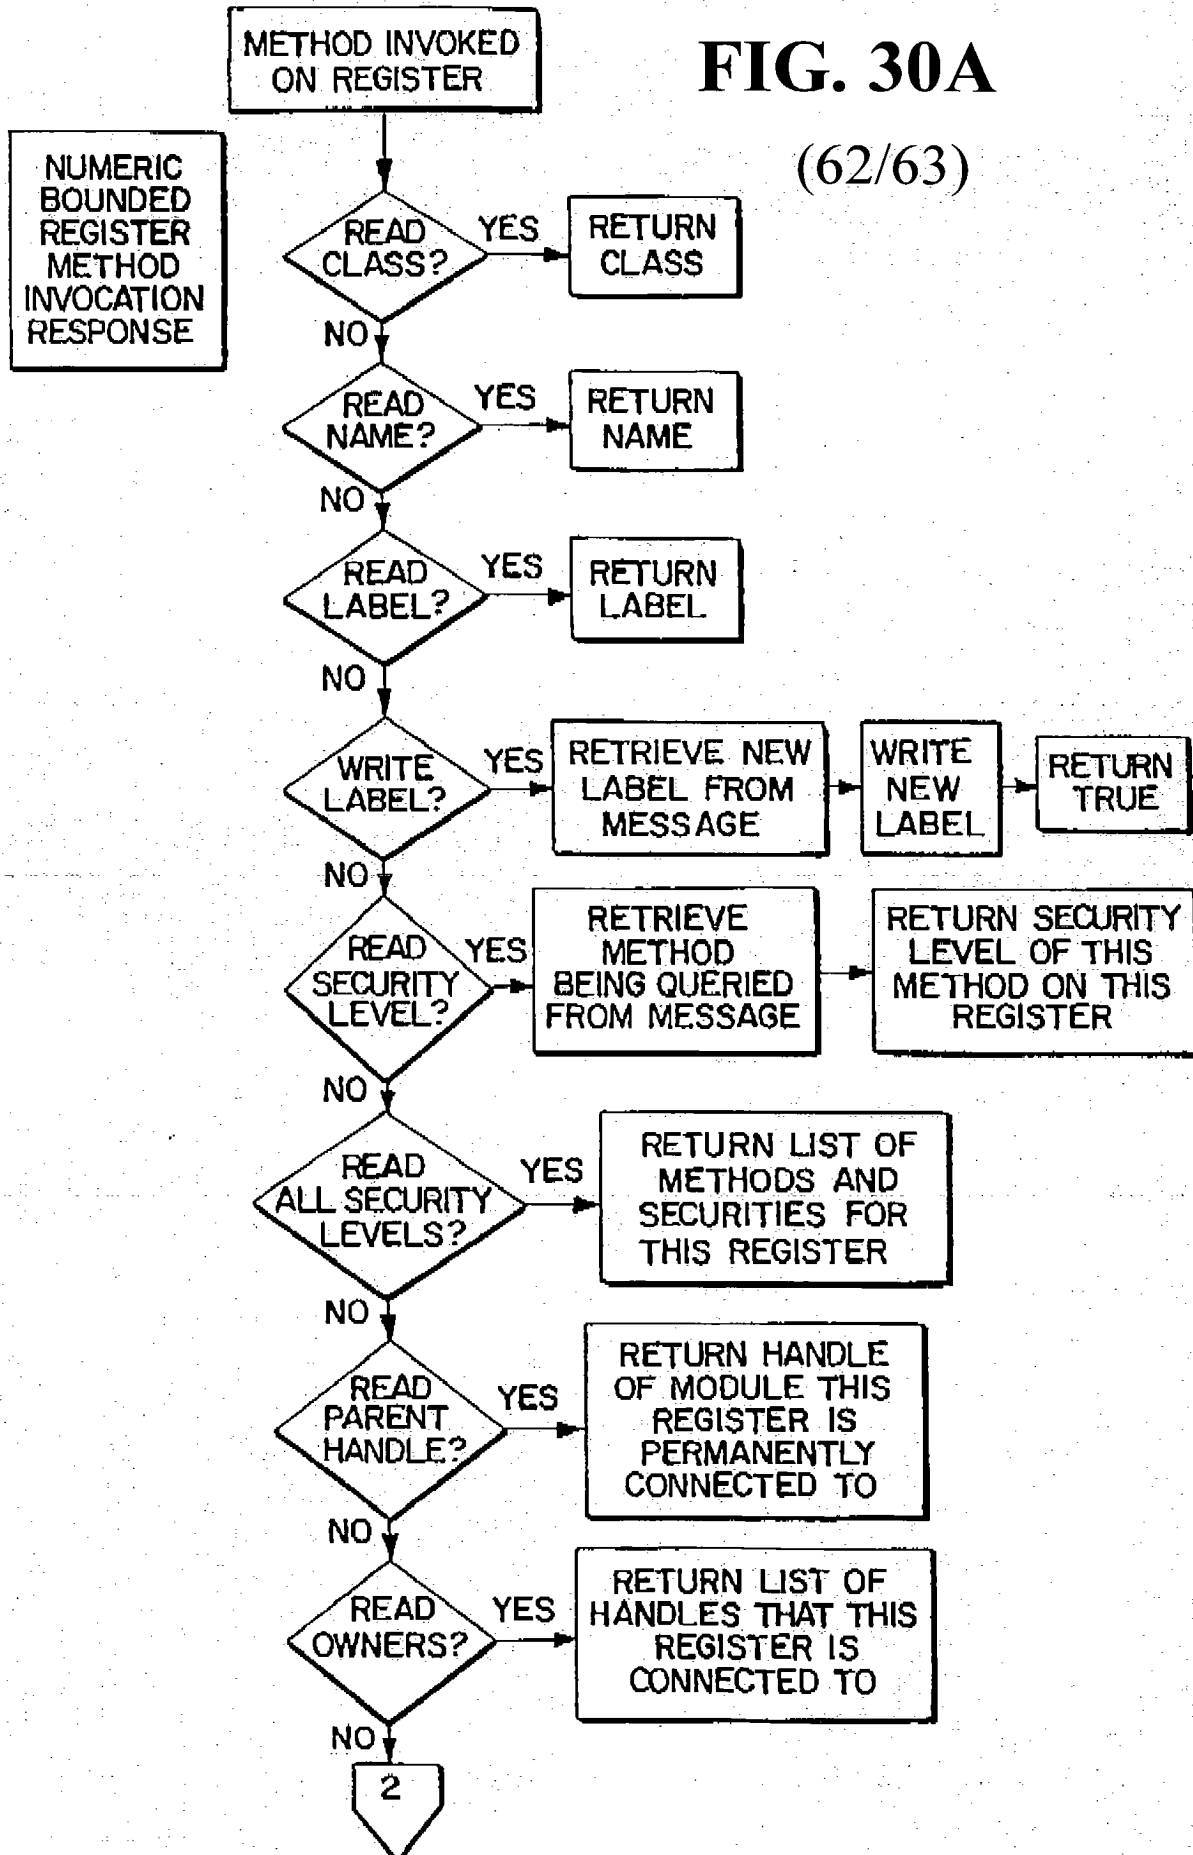 METHOD INVOKED
ON REGISTER
FIG. 30A
(62/63)
NUMERIC
BOUNDED
REGISTER
METHOD
INVOCATION
RESPONSE
READ
CLASS?
YES
RETURN
CLASS
NO
READ
NAME?
YES
RETURN
NAME
NO
READ
LABEL?
YES
RETURN
LABEL
NO
WRITE
LABEL?
YES
RETRIEVE NEW
LABEL FROM
MESSAGE
WRITE
NEW
LABEL
RETURN
TRUE
NO
READ
SECURITY
LEVEL?
YES
RETRIEVE
METHOD
BEING QUERIED
FROM MESSAGE
RETURN SECURITY
LEVEL OF THIS
METHOD ON THIS
REGISTER
NO
READ
ALL SECURITY
LEVELS?
YES
RETURN LIST OF
METHODS AND
SECURITIES FOR
THIS REGISTER
NO
READ
PARENT
HANDLE?
YES
RETURN HANDLE
OF MODULE THIS
REGISTER IS
PERMANENTLY
CONNECTED TO
NO
READ
OWNERS?
YES
RETURN LIST OF
HANDLES THAT THIS
REGISTER IS
CONNECTED TO
NO
2